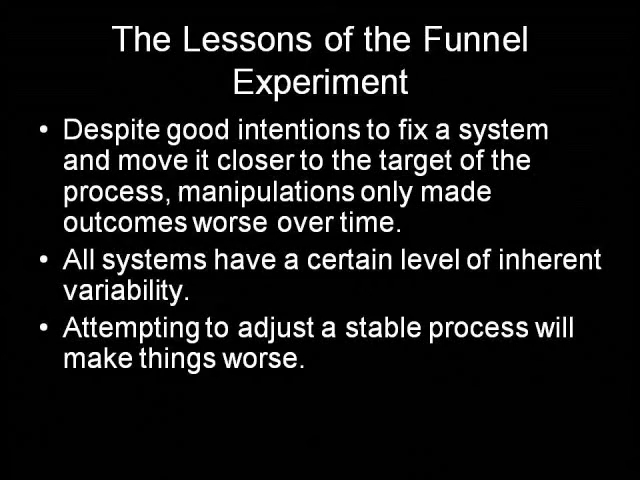 The Lessons of the Funnel
Experiment
• Despite good intentions to fix a system
and move it closer to the target of the
process, manipulations only made
outcomes worse over time.
• All systems have a certain level of inherent
variability.
• Attempting to adjust a stable process will
make things worse.